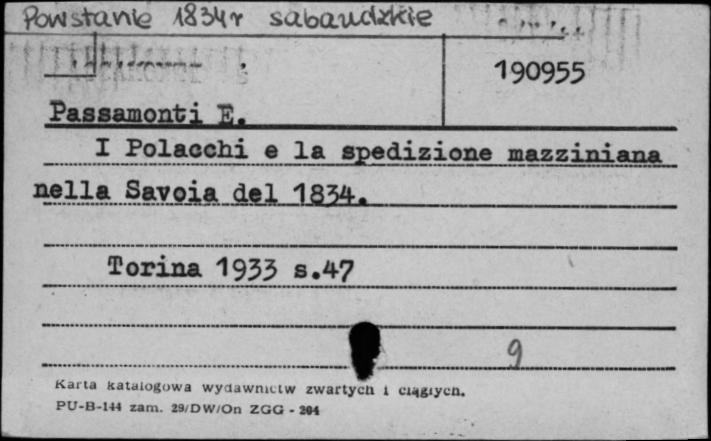 Powstanie 1834r sabaudzkie
190955
Passamonti E.
I Polacchi e la spedizione mazziniana
nella Savoia del 1834.
Torina 1933 s.47
9
Karta katalogowa wydawnictw zwartych i ciągłych.
PU-B-144 zam. 29/DW/On ZGG - 204